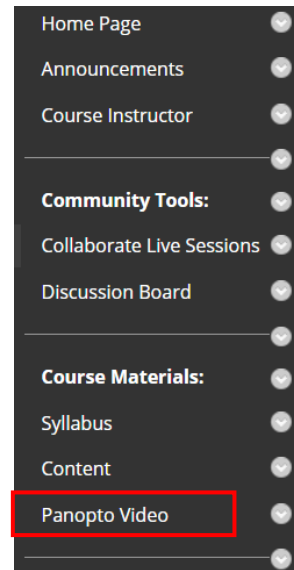 Home Page
Announcements
Course Instructor
Community Tools:
Collaborate Live Sessions
Discussion Board
Course Materials:
Syllabus
Content
Panopto Video